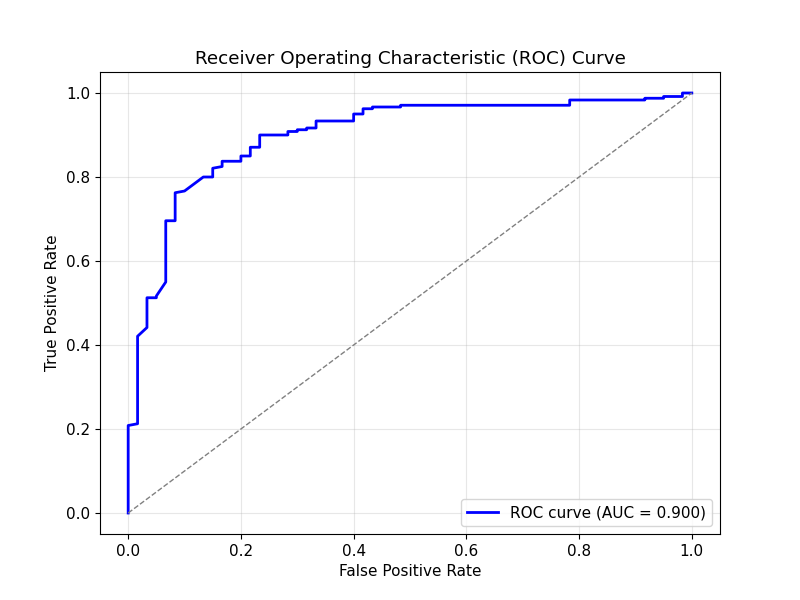 Receiver Operating Characteristic (ROC) Curve
True Positive Rate
1.0
0.8
0.6
0.4
0.2
0.0
ROC curve (AUC = 0.900)
0.0 0.2 0.4 0.6 0.8 1.0
False Positive Rate